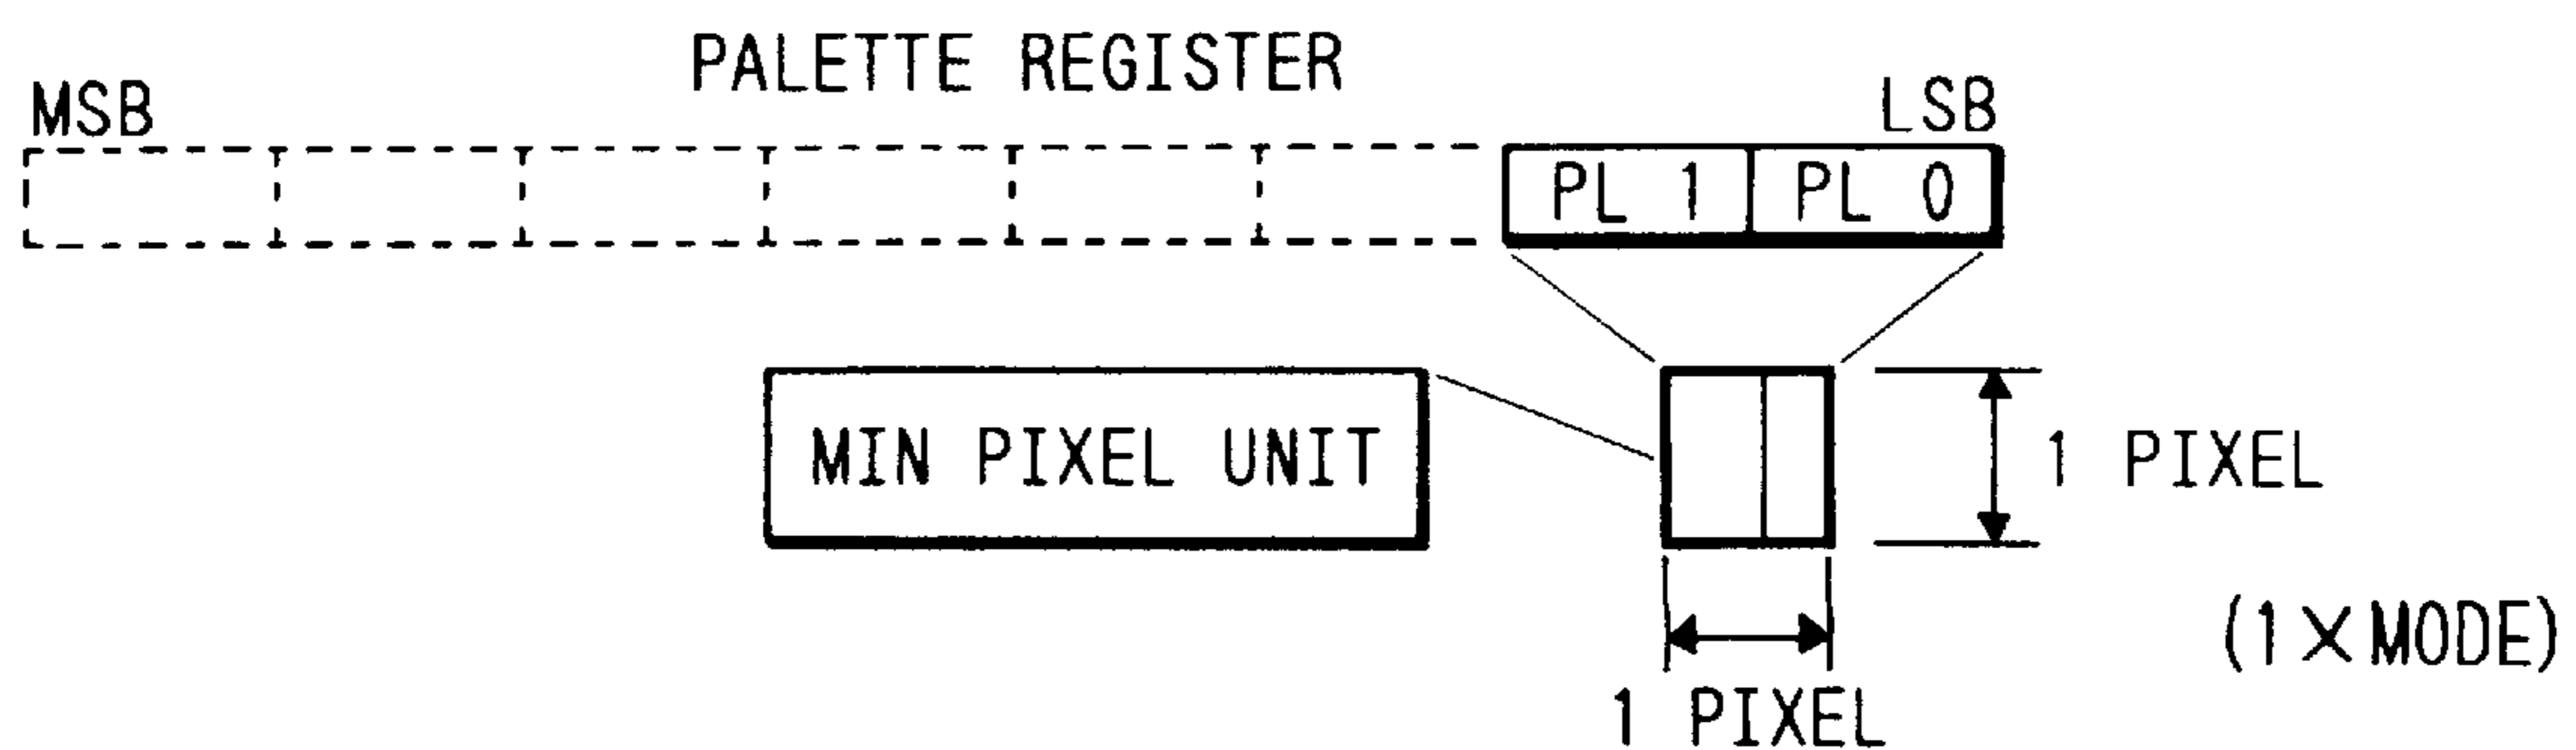 PALETTE REGISTER
MSB
LSB
PL 1 PL 0
MIN PIXEL UNIT
1 PIXEL
(1×MODE)
1 PIXEL